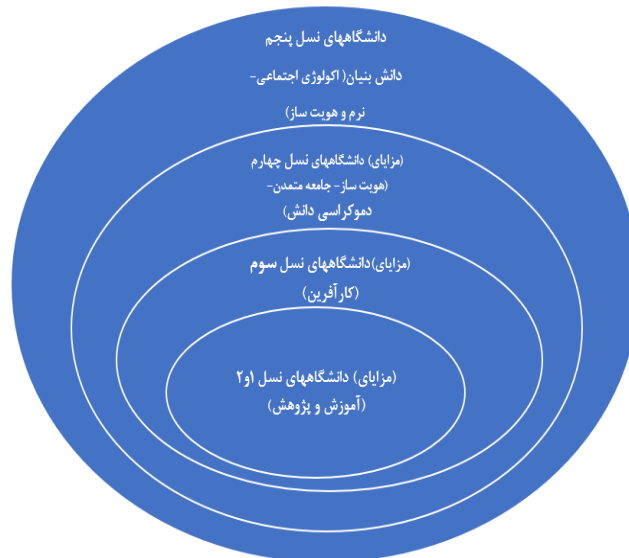 دانشگاههای نسل پنجم
دانش بنیان( اکولوژی اجتماعی-
نرم و هویت ساز)
(مزایای) دانشگاههای نسل چهارم
(هویت ساز- جامعه متمدن-
دموکراسی دانش)
(مزایای)دانشگاههای نسل سوم
(کارآفرین)
(مزایای) دانشگاههای نسل ۱و۲
(آموزش و پژوهش)